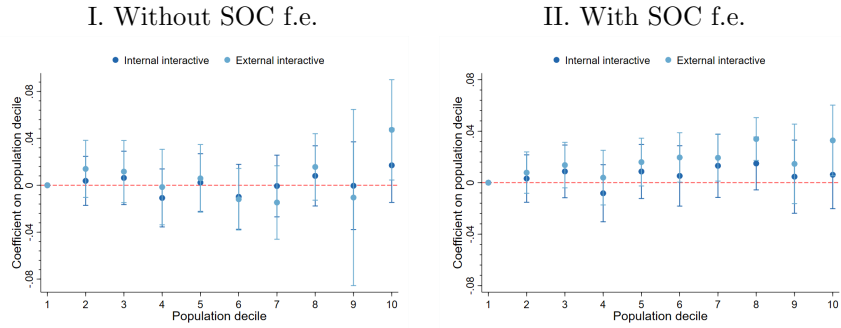 I. Without SOC f.e.
Internal interactive External interactive
Coefficient on population decile
.08
.04
0
-.04
-.08
1 2 3 4 5 6 7 8 9 10
Population decile
II. With SOC f.e.
Internal interactive External interactive
Coefficient on population decile
.08
.04
0
-.04
-.08
1 2 3 4 5 6 7 8 9 10
Population decile